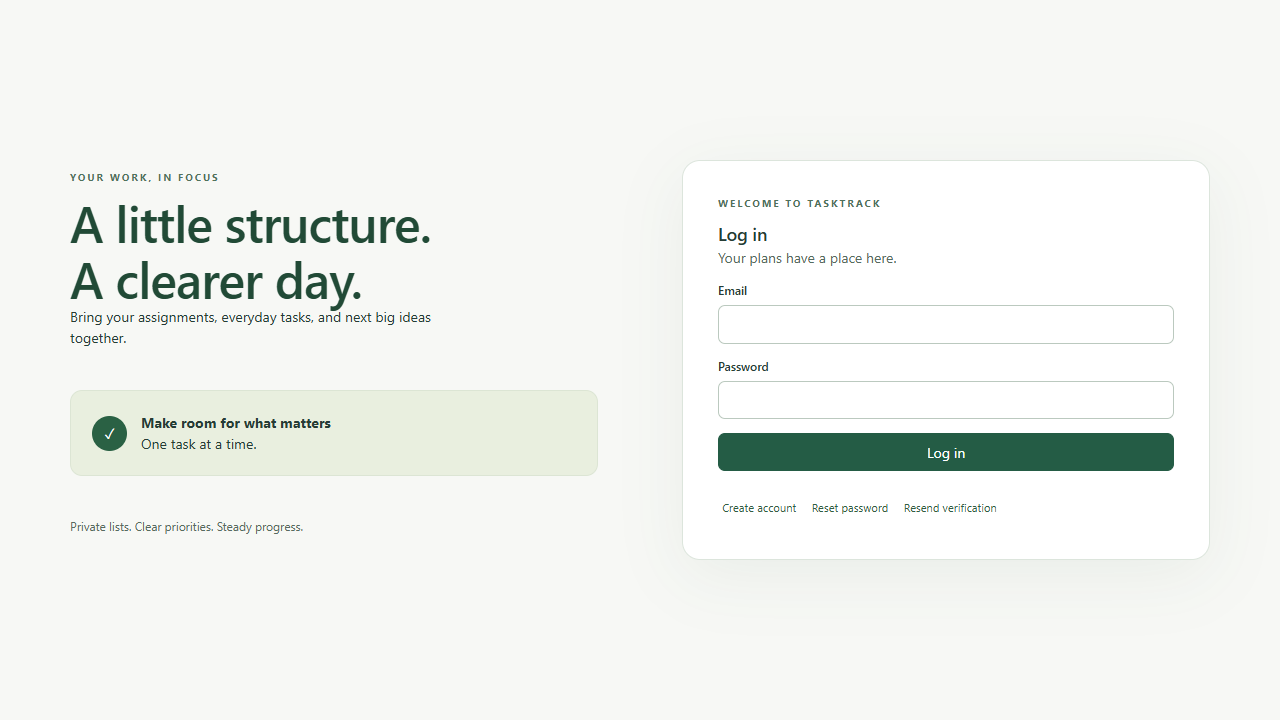 YOUR WORK, IN FOCUS
A little structure.
A clearer day.
Bring your assignments, everyday tasks, and next big ideas
together.
✓
Make room for what matters
One task at a time.
Private lists. Clear priorities. Steady progress.
WELCOME TO TASKTRACK
Log in
Your plans have a place here.
Email
Password
Log in
Create account Reset password Resend verification